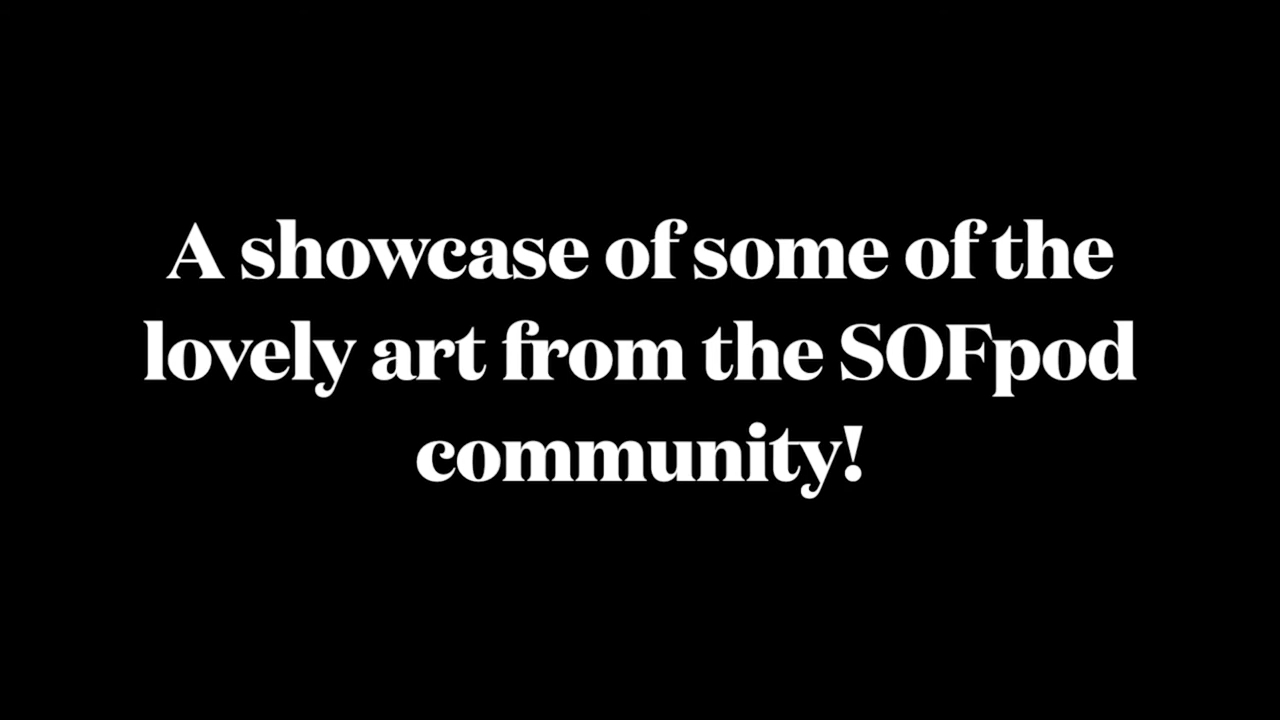 A showcase of some of the
lovely art from the SOFpod
community!